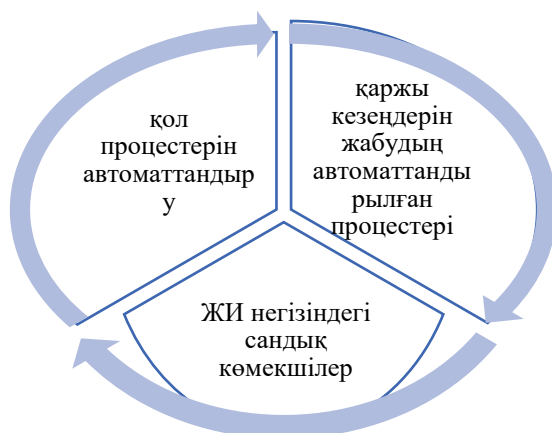 қол
процестерін
автоматтандыр
у
қаржы
кезеңдерін
жабудың
автоматтанды
рылған
процестері
ЖИ негізіндегі
сандық
көмекшілер